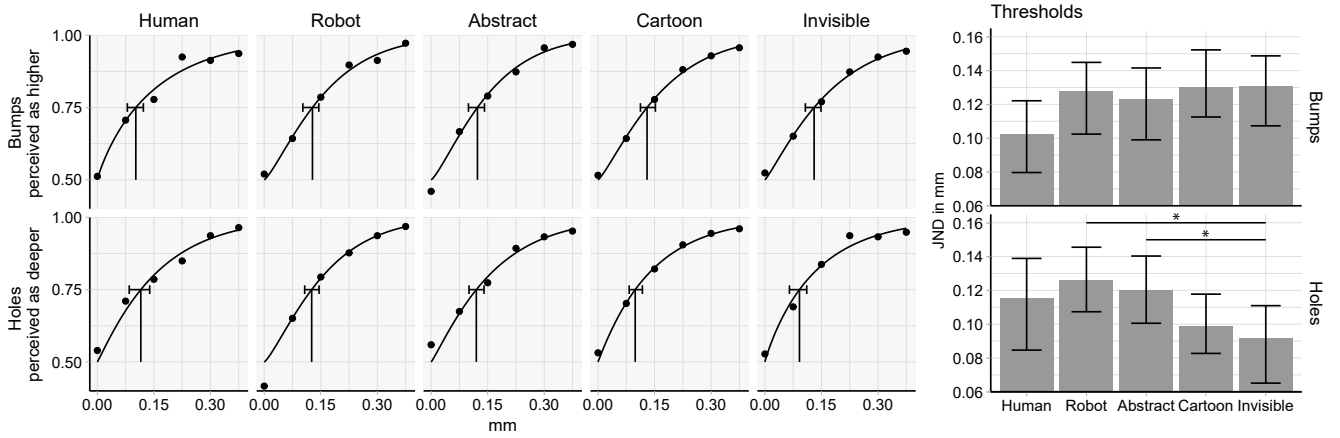 Human Robot Abstract Cartoon Invisible
Thresholds
Bumps
perceived as higher
1.00
0.75
0.50
Holes
perceived as deeper
1.00
0.75
0.50
0.00 0.15 0.30 0.00 0.15 0.30 0.00 0.15 0.30 0.00 0.15 0.30 0.00 0.15 0.30
mm
JND in mm
0.16
0.14
0.12
0.10
0.08
0.06
Bumps
0.16
0.14
0.12
0.10
0.08
0.06
* 
*
Holes
Human Robot Abstract Cartoon Invisible